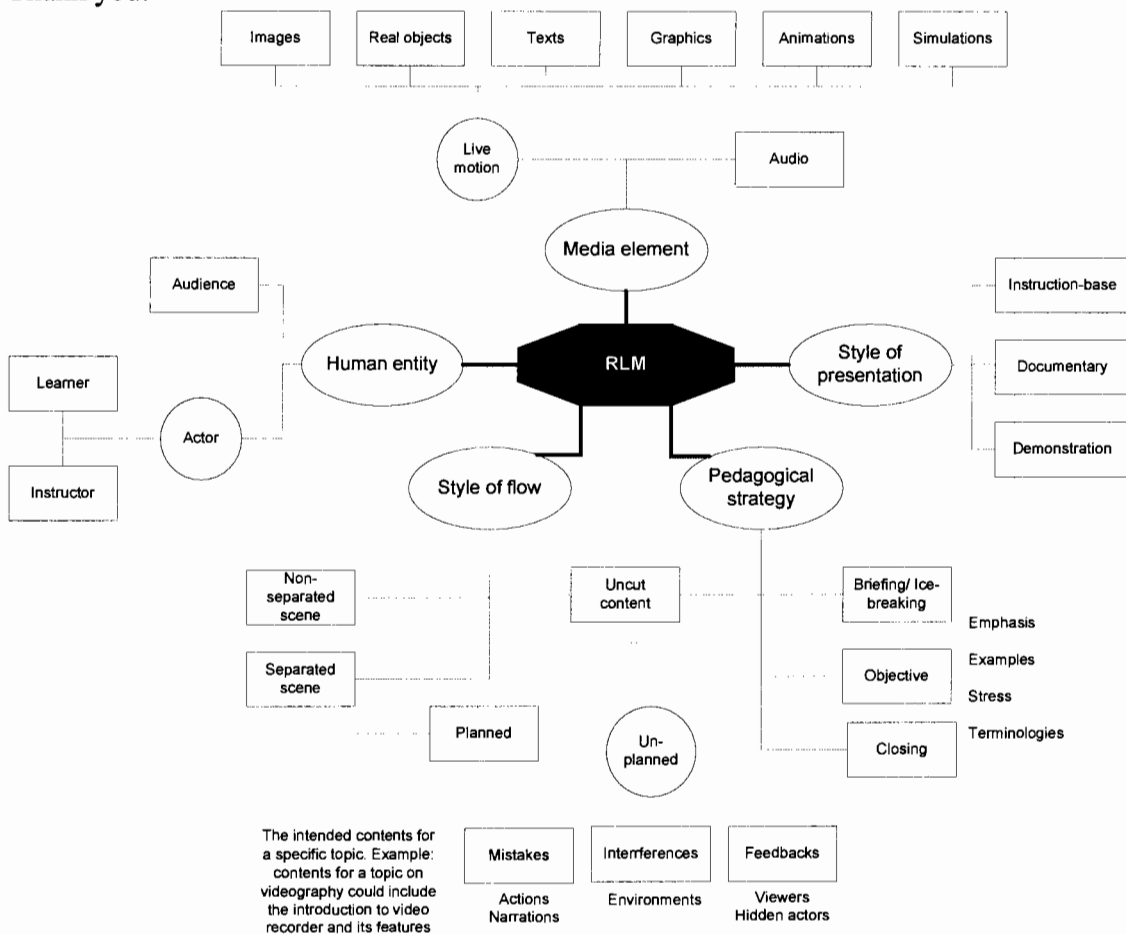 Images
Real objects
Texts
Graphics
Animations
Simulations
Live
motion
Audio
Media element
Audience
Instruction-base
Human entity
RLM
Style of
presentation
Learner
Documentary
Actor
Instructor
Demonstration
Style of flow
Pedagogical
strategy
Non-
separated
scene
Uncut
content
Briefing/ Ice-
breaking
Emphasis
Separated
scene
Objective
Examples
Stress
Planned
Un-
planned
Closing
Terminologies
The intended contents for
a specific topic. Example:
contents for a topic on
videography could include
the introduction to video
recorder and its features
Mistakes
Interrferences
Feedbacks
Actions
Narrations
Environments
Viewers
Hidden actors